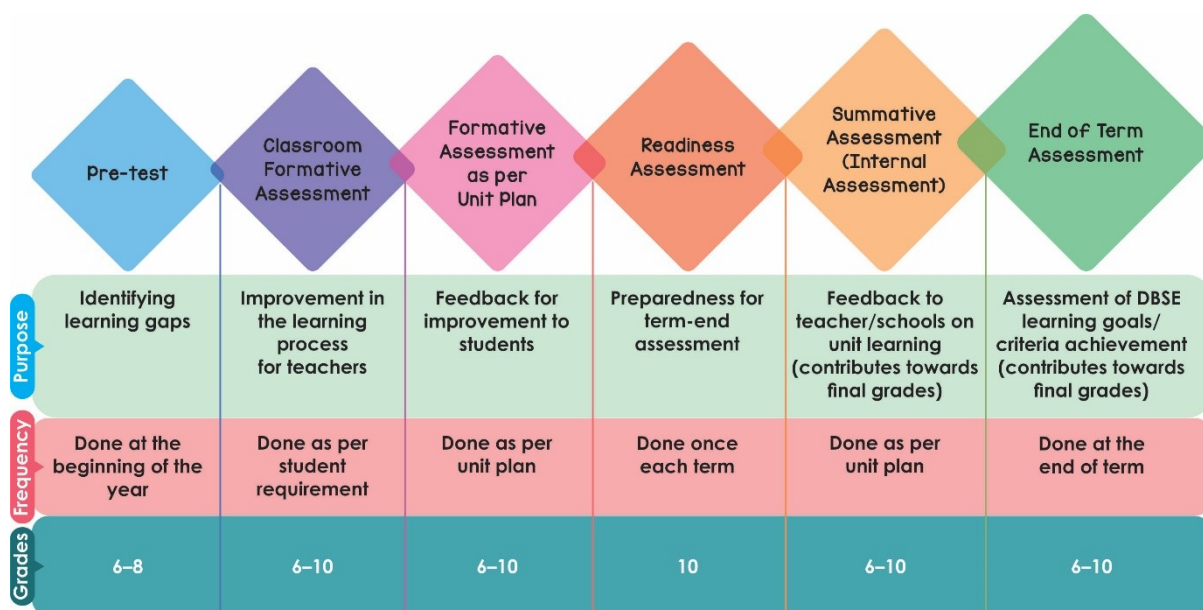 Pre-test
Classroom
Formative
Assessment
Formative
Assessment
as per
Unit Plan
Readiness
Assessment
Summative
Assessment
(Internal
Assessment)
End of Term
Assessment
Purpose
Identifying
learning gaps
Improvement in
the learning
process
for teachers
Feedback for
improvement to
students
Preparedness for
term-end
assessment
Feedback to
teacher/schools on
unit learning
(contributes towards
final grades)
Assessment of DBSE
learning goals/
criteria achievement
(contributes towards
final grades)
Frequency
Done at the
beginning of the
year
Done as per
student
requirement
Done as per
unit plan
Done once
each term
Done as per
unit plan
Done at the
end of term
Grades
6–8
6–10
6–10
10
6–10
6–10